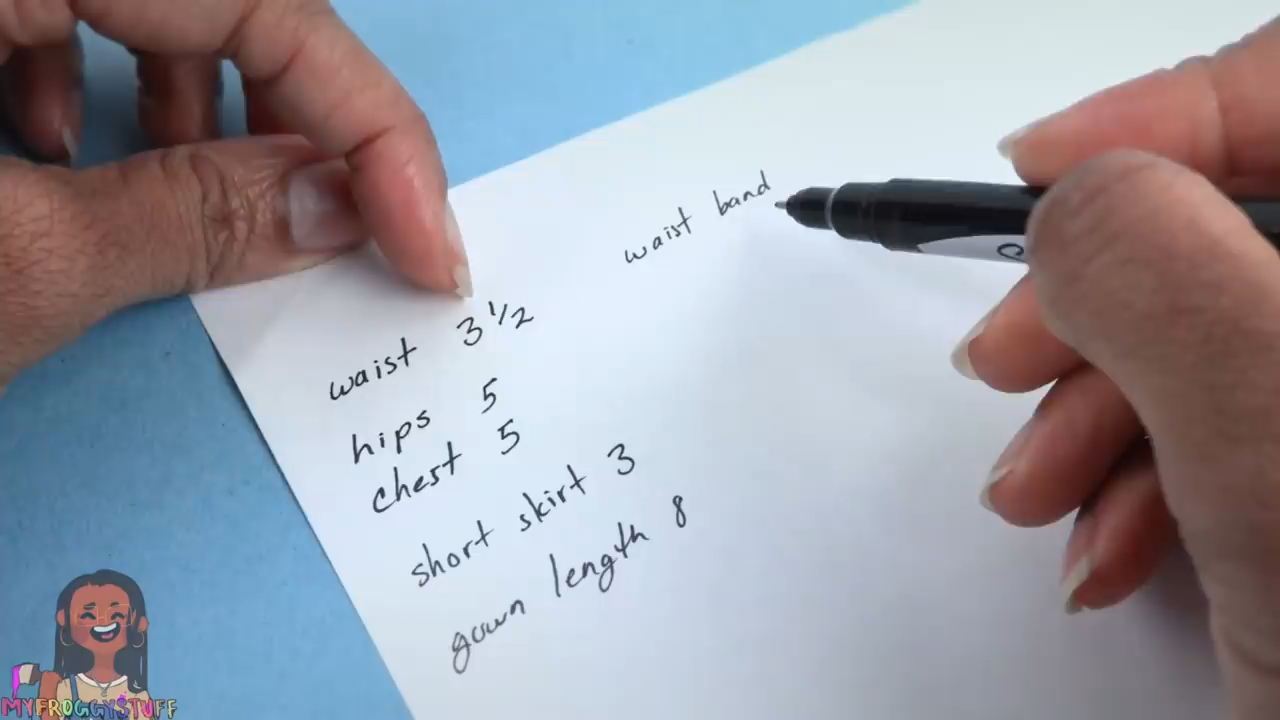 waist band
waist 3 1/2
hips 5
chest 5
short skirt 3
gown length 8
C
MYFROGGYSTUFF